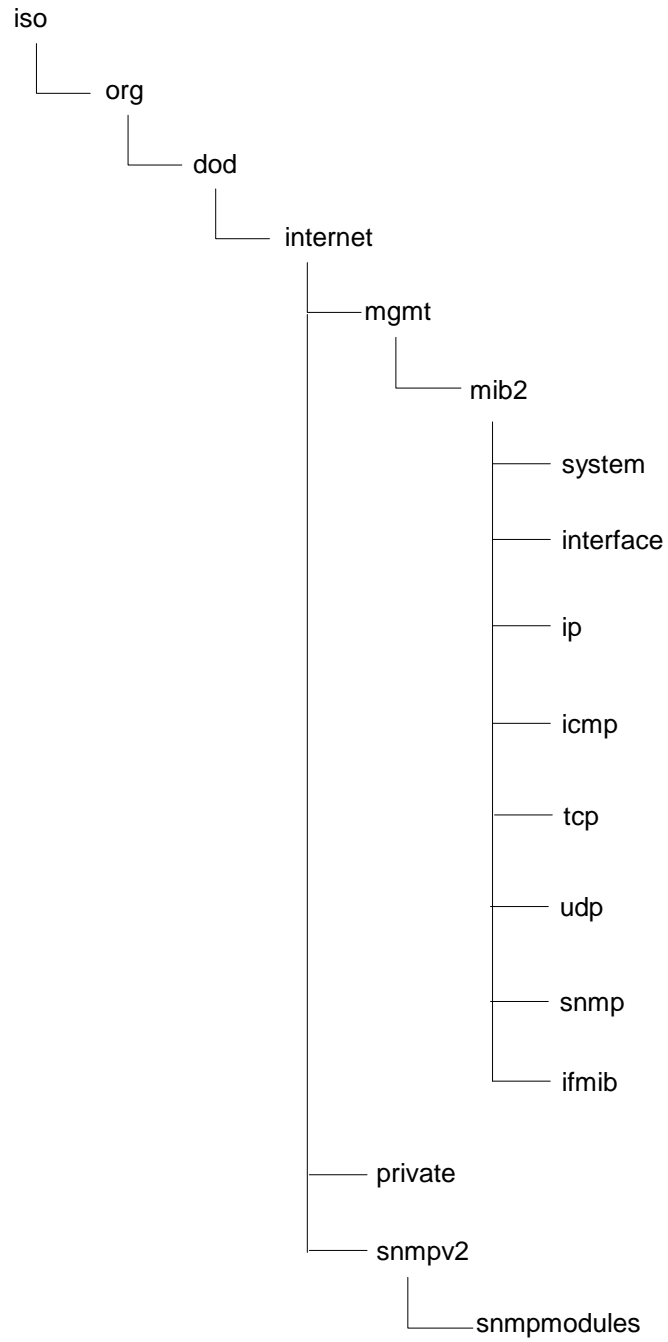 iso
org
dod
internet
mgmt
mib2
system
interface
ip
icmp
tcp
udp
snmp
ifmib
private
snmpv2
snmpmodules